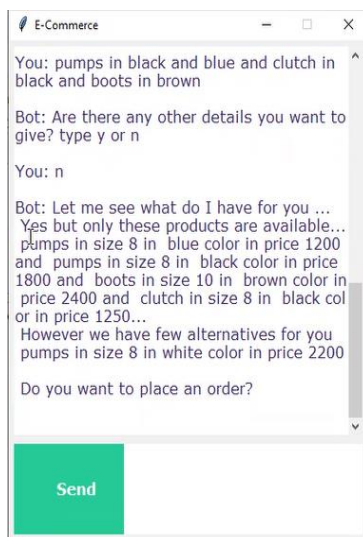 E-Commerce
You: pumps in black and blue and clutch in
black and boots in brown
Bot: Are there any other details you want to
give? type y or n
You: n
Bot: Let me see what do I have for you ...
Yes but only these products are available...
pumps in size 8 in  blue color in price 1200
and  pumps in size 8 in  black color in price
1800 and  boots in size 10 in  brown color in
price 2400 and  clutch in size 8 in  black col
or in price 1250...
However we have few alternatives for you
pumps in size 8 in white color in price 2200
Do you want to place an order?
Send